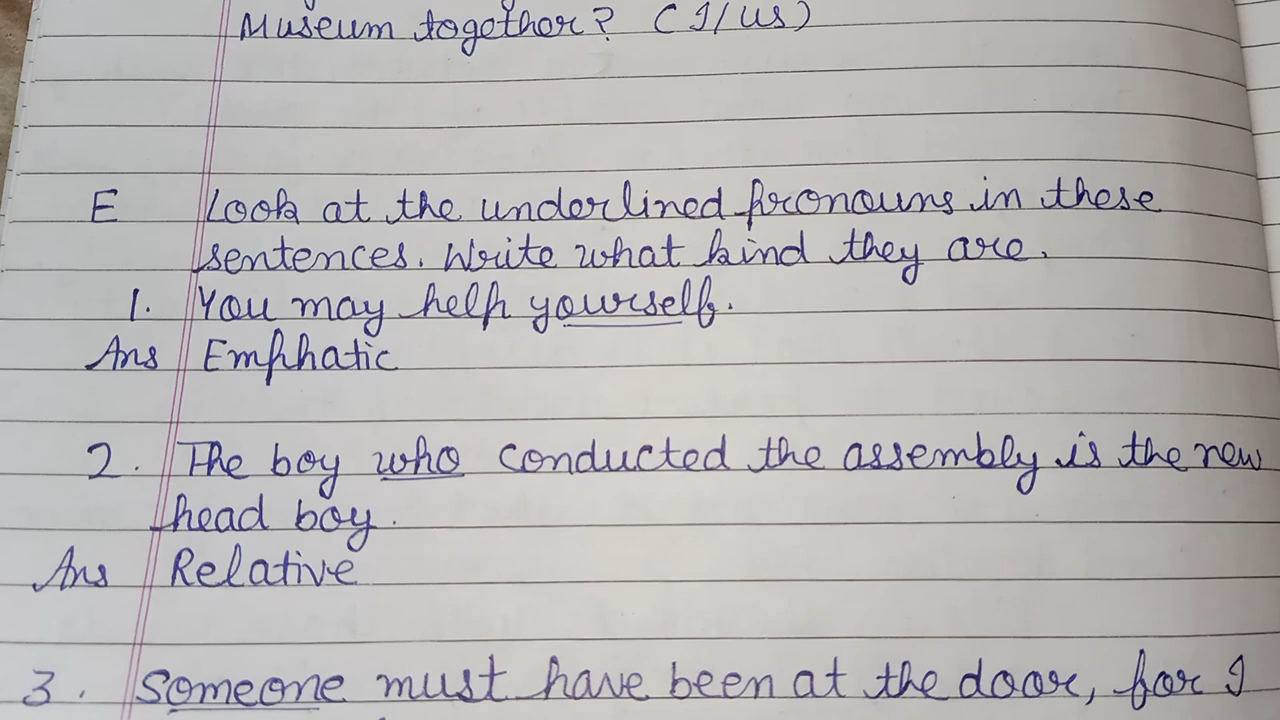 Museum together? (I/us)
E Look at the underlined pronouns in these
sentences. Write what kind they are.
1. You may help yourself.
Ans Emphatic
2. The boy who conducted the assembly is the new
head boy.
Ans Relative
3. Someone must have been at the door, for I